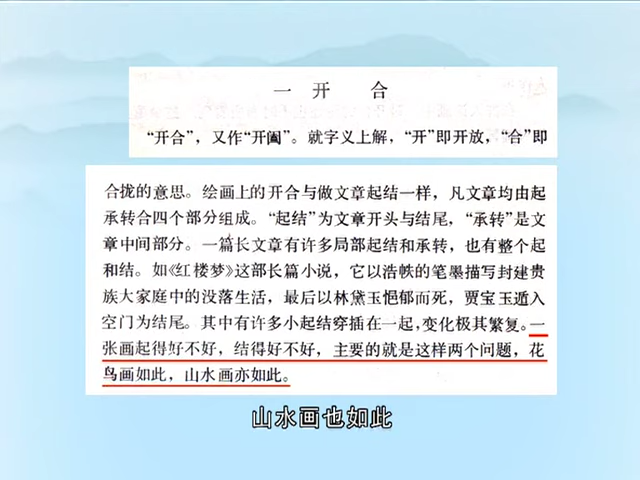 一 开 合
“开合”，又作“开阖”。就字义上解，“开”即开放，“合”即
合拢的意思。绘画上的开合与做文章起结一样，凡文章均由起
承转合四个部分组成。“起结”为文章开头与结尾，“承转”是文
章中间部分。一篇长文章有许多局部起结和承转，也有整个起
和结。如《红楼梦》这部长篇小说，它以浩帙的笔墨描写封建贵
族大家庭中的没落生活，最后以林黛玉悒郁而死，贾宝玉遁入
空门为结尾。其中有许多小起结穿插在一起，变化极其繁复。一
张画起得好不好，结得好不好，主要的就是这样两个问题，花
鸟画如此，山水画亦如此。
山水画也如此